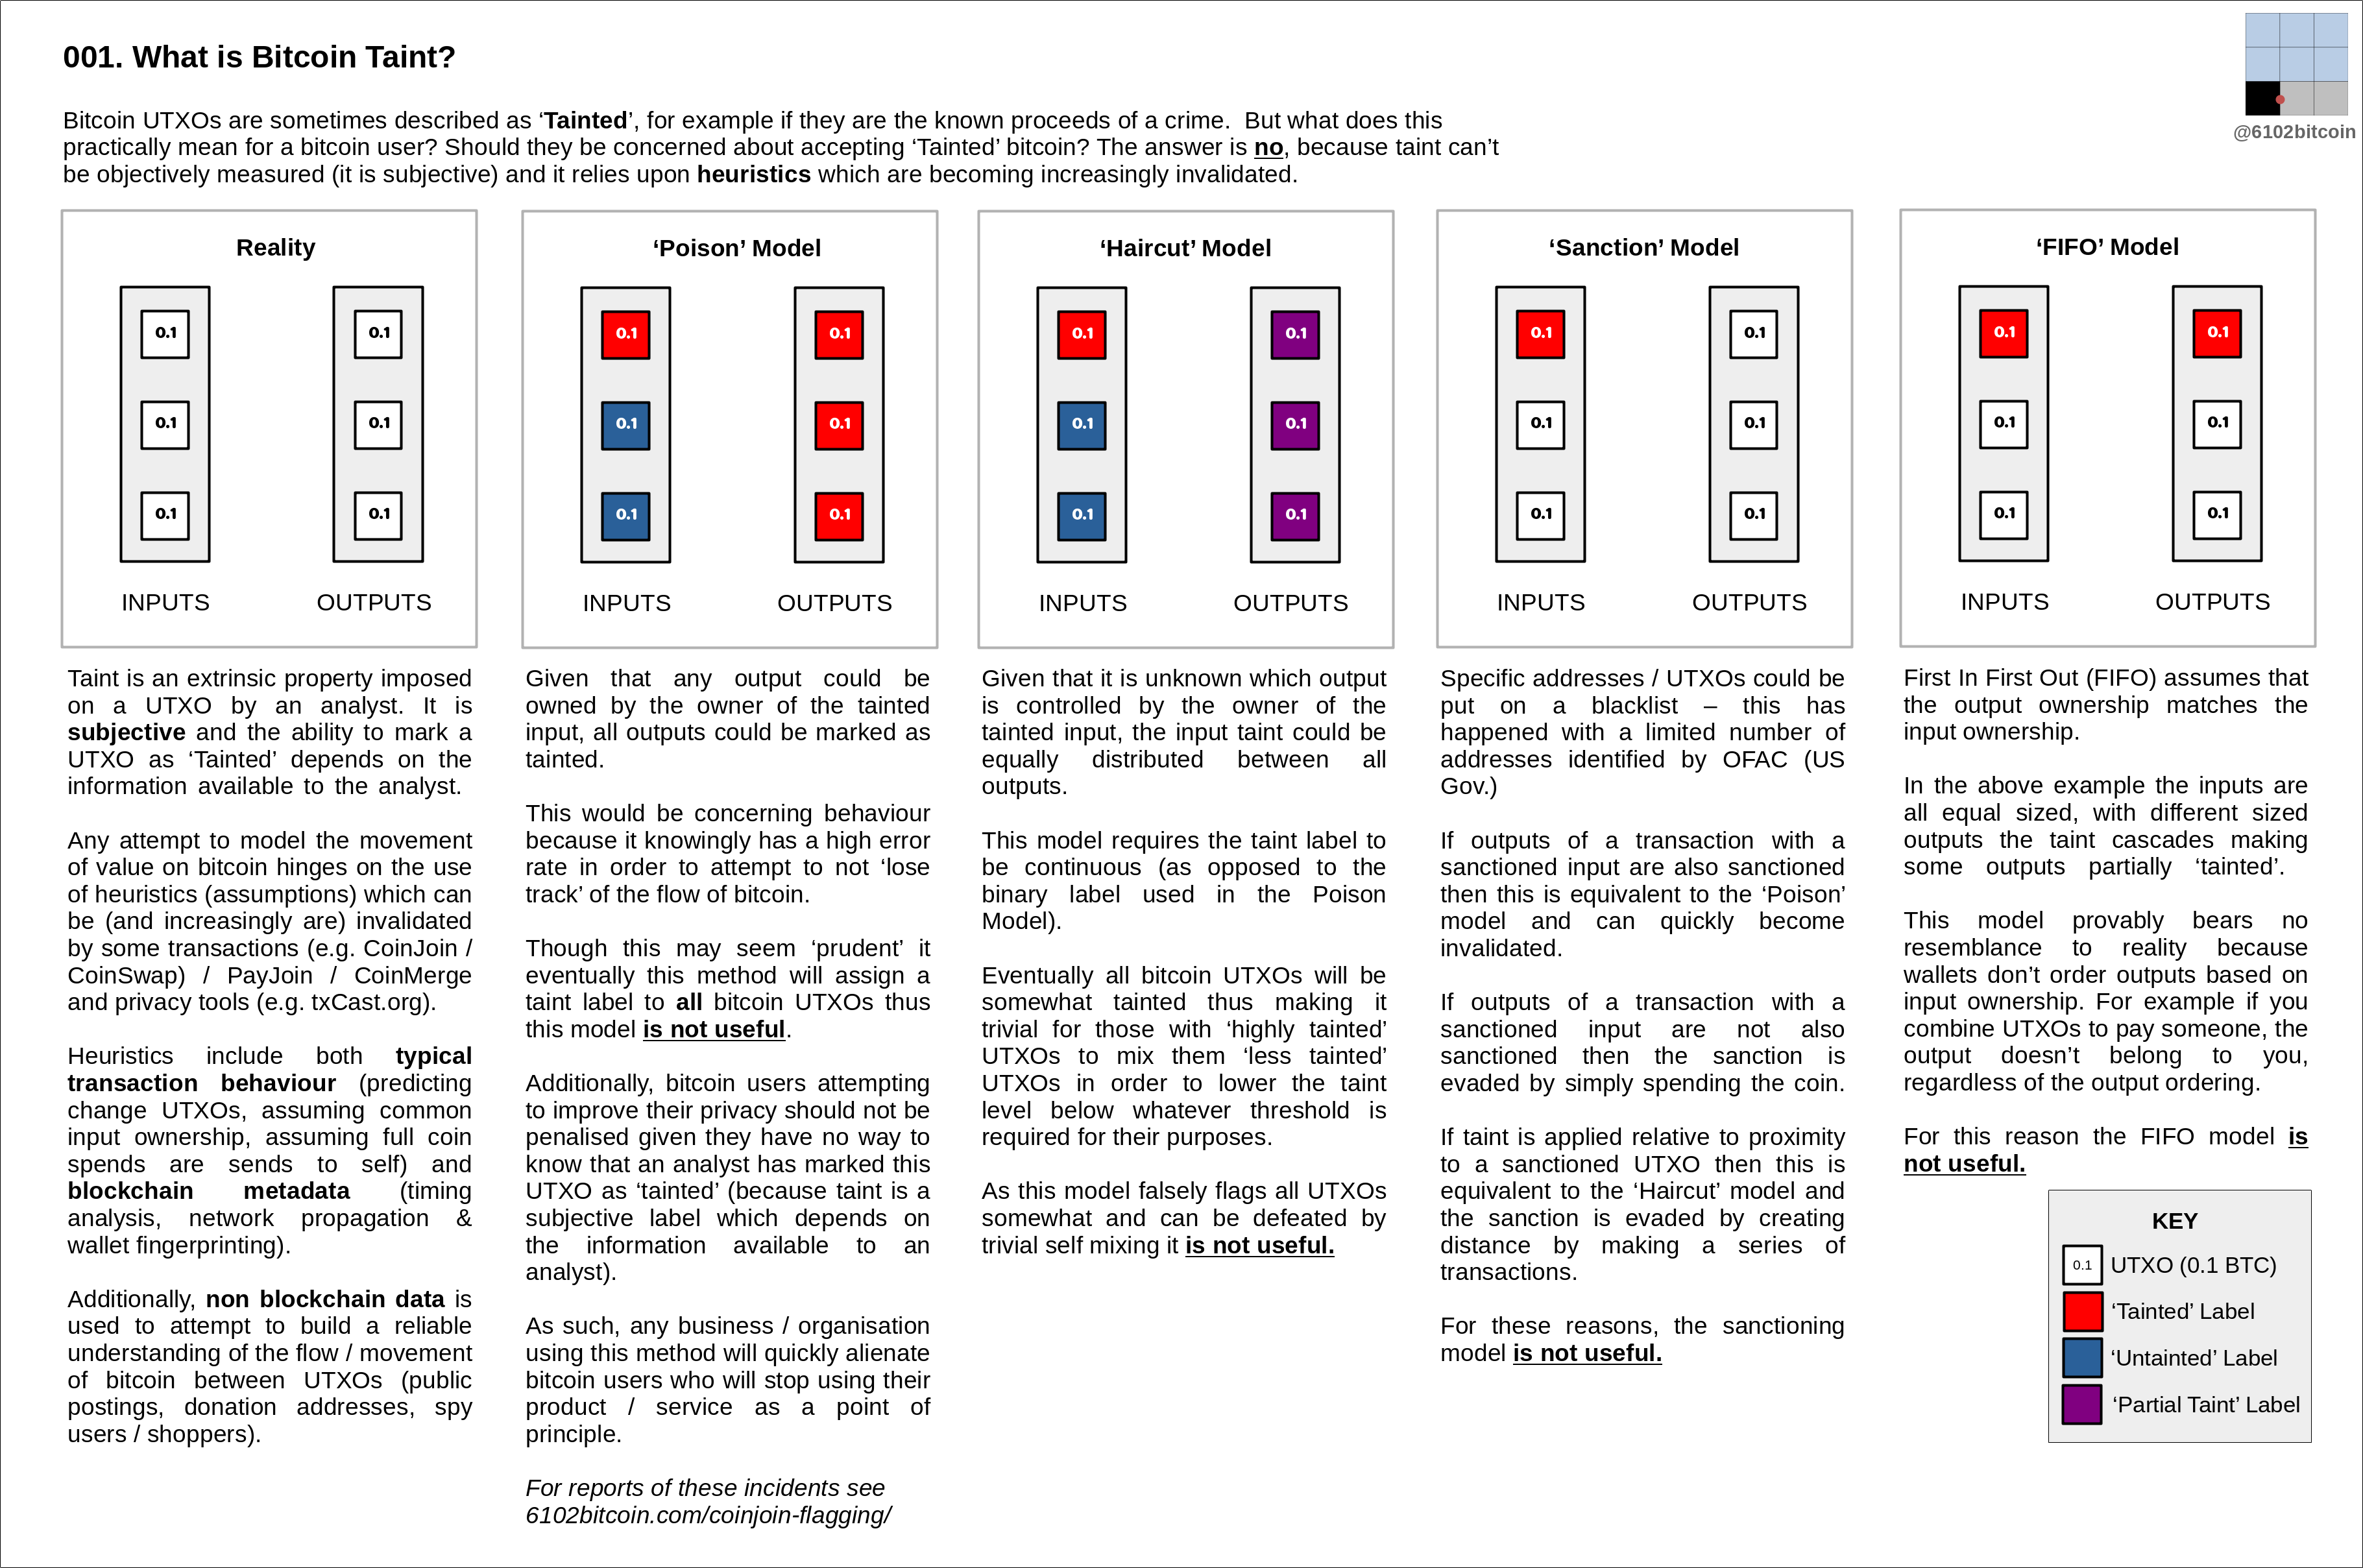 001. What is Bitcoin Taint?
@6102bitcoin
Bitcoin UTXOs are sometimes described as ‘Tainted’, for example if they are the known proceeds of a crime.  But what does this
practically mean for a bitcoin user? Should they be concerned about accepting ‘Tainted’ bitcoin? The answer is no, because taint can’t
be objectively measured (it is subjective) and it relies upon heuristics which are becoming increasingly invalidated.
Reality
0.1 0.1
0.1 0.1
0.1 0.1
INPUTS OUTPUTS
Taint is an extrinsic property imposed
on a UTXO by an analyst. It is
subjective and the ability to mark a
UTXO as ‘Tainted’ depends on the
information available to the analyst.
Any attempt to model the movement
of value on bitcoin hinges on the use
of heuristics (assumptions) which can
be (and increasingly are) invalidated
by some transactions (e.g. CoinJoin /
CoinSwap) / PayJoin / CoinMerge
and privacy tools (e.g. txCast.org).
Heuristics include both typical
transaction behaviour (predicting
change UTXOs, assuming common
input ownership, assuming full coin
spends are sends to self) and
blockchain metadata (timing
analysis, network propagation &
wallet fingerprinting).
Additionally, non blockchain data is
used to attempt to build a reliable
understanding of the flow / movement
of bitcoin between UTXOs (public
postings, donation addresses, spy
users / shoppers).
‘Poison’ Model
0.1 0.1
0.1 0.1
0.1 0.1
INPUTS OUTPUTS
Given that any output could be
owned by the owner of the tainted
input, all outputs could be marked as
tainted.
This would be concerning behaviour
because it knowingly has a high error
rate in order to attempt to not ‘lose
track’ of the flow of bitcoin.
Though this may seem ‘prudent’ it
eventually this method will assign a
taint label to all bitcoin UTXOs thus
this model is not useful.
Additionally, bitcoin users attempting
to improve their privacy should not be
penalised given they have no way to
know that an analyst has marked this
UTXO as ‘tainted’ (because taint is a
subjective label which depends on
the information available to an
analyst).
As such, any business / organisation
using this method will quickly alienate
bitcoin users who will stop using their
product / service as a point of
principle.
For reports of these incidents see
6102bitcoin.com/coinjoin-flagging/
‘Haircut’ Model
0.1 0.1
0.1 0.1
0.1 0.1
INPUTS OUTPUTS
Given that it is unknown which output
is controlled by the owner of the
tainted input, the input taint could be
equally distributed between all
outputs.
This model requires the taint label to
be continuous (as opposed to the
binary label used in the Poison
Model).
Eventually all bitcoin UTXOs will be
somewhat tainted thus making it
trivial for those with ‘highly tainted’
UTXOs to mix them ‘less tainted’
UTXOs in order to lower the taint
level below whatever threshold is
required for their purposes.
As this model falsely flags all UTXOs
somewhat and can be defeated by
trivial self mixing it is not useful.
‘Sanction’ Model
0.1 0.1
0.1 0.1
0.1 0.1
INPUTS OUTPUTS
Specific addresses / UTXOs could be
put on a blacklist – this has
happened with a limited number of
addresses identified by OFAC (US
Gov.)
If outputs of a transaction with a
sanctioned input are also sanctioned
then this is equivalent to the ‘Poison’
model and can quickly become
invalidated.
If outputs of a transaction with a
sanctioned input are not also
sanctioned then the sanction is
evaded by simply spending the coin.
If taint is applied relative to proximity
to a sanctioned UTXO then this is
equivalent to the ‘Haircut’ model and
the sanction is evaded by creating
distance by making a series of
transactions.
For these reasons, the sanctioning
model is not useful.
‘FIFO’ Model
0.1 0.1
0.1 0.1
0.1 0.1
INPUTS OUTPUTS
First In First Out (FIFO) assumes that
the output ownership matches the
input ownership.
In the above example the inputs are
all equal sized, with different sized
outputs the taint cascades making
some outputs partially ‘tainted’.
This model provably bears no
resemblance to reality because
wallets don’t order outputs based on
input ownership. For example if you
combine UTXOs to pay someone, the
output doesn’t belong to you,
regardless of the output ordering.
For this reason the FIFO model is
not useful.
KEY
0.1 UTXO (0.1 BTC)
‘Tainted’ Label
‘Untainted’ Label
‘Partial Taint’ Label